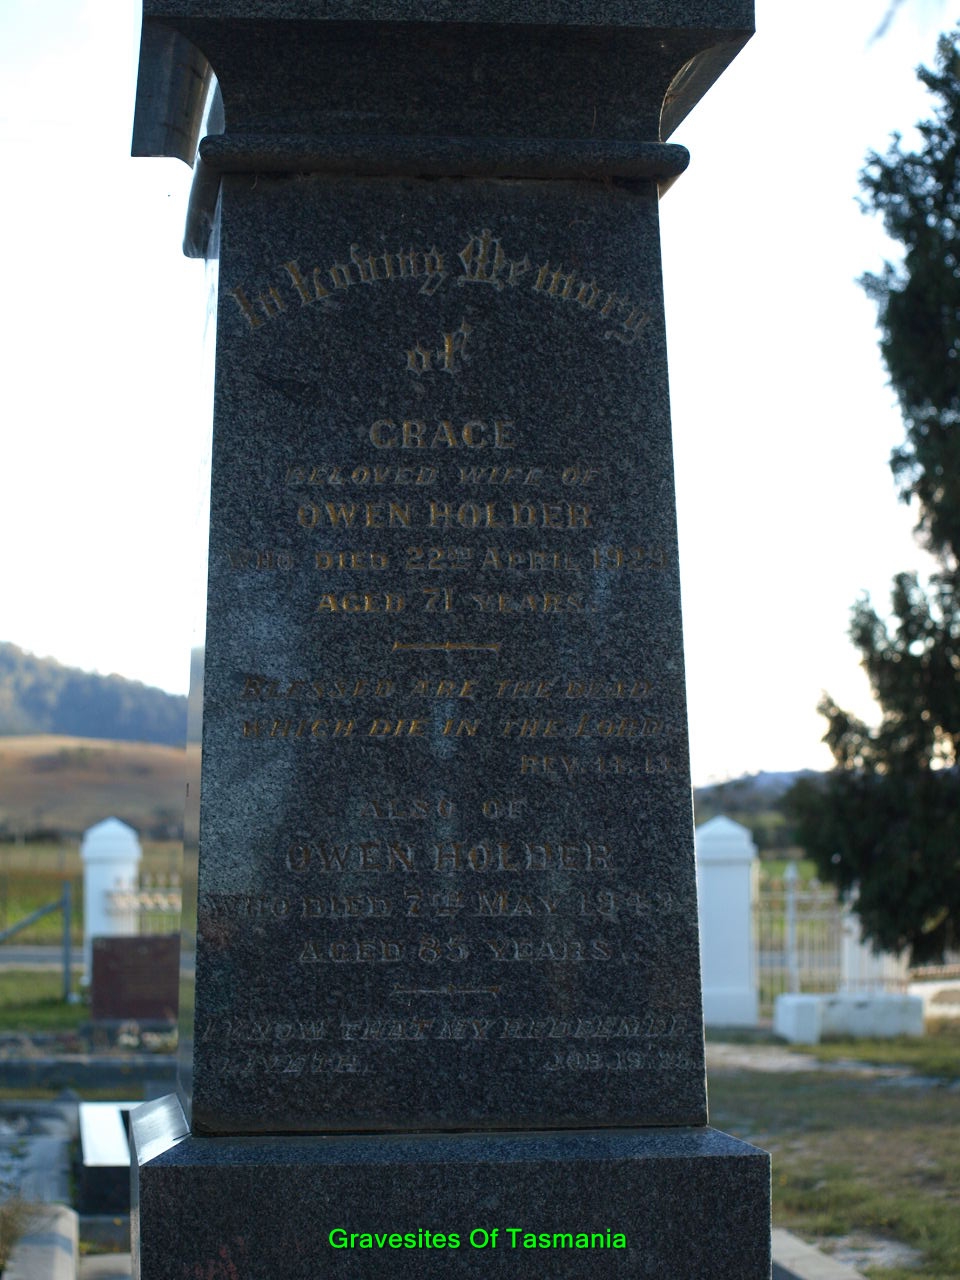 In Loving Memory
of
GRACE
BELOVED WIFE OF
OWEN HOLDER
WHO DIED 22ND APRIL
AGED 71 YEARS.
BLESSED ARE THE DEAD
WHICH DIE IN THE LORD
REV. 14. 13.
ALSO OF
OWEN HOLDER
WHO DIED 7TH MAY
AGED 85 YEARS.
I KNOW THAT MY REDEEMER
LIVETH. JOB. 19. 25.
Gravesites Of Tasmania